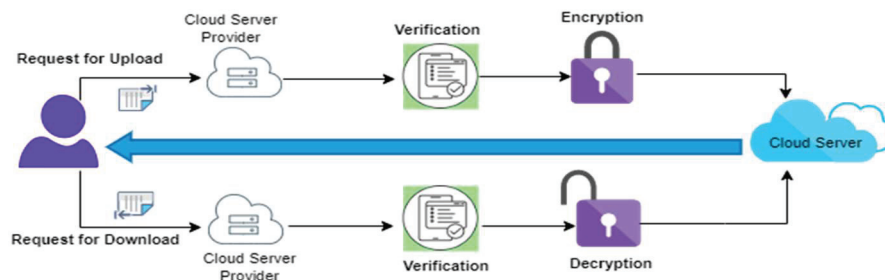 Cloud Server
Provider
Verification
Encryption
Request for Upload
Cloud Server
Request for Download
Cloud Server
Provider
Verification
Decryption